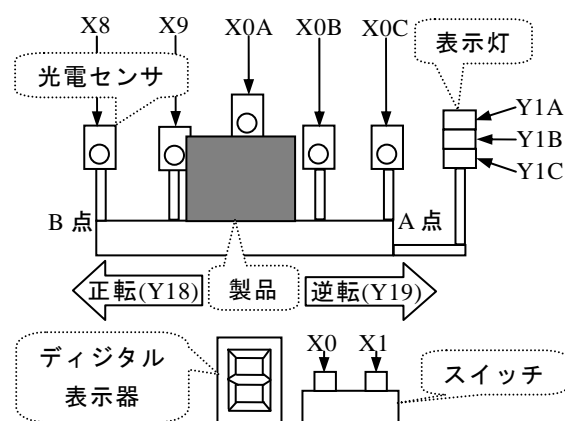 X8 X9 X0A X0B X0C
表示灯
光電センサ
Y1A
Y1B
Y1C
B 点
A 点
正転(Y18)
製品
逆転(Y19)
ディジタル
表示器
X0 X1
スイッチ